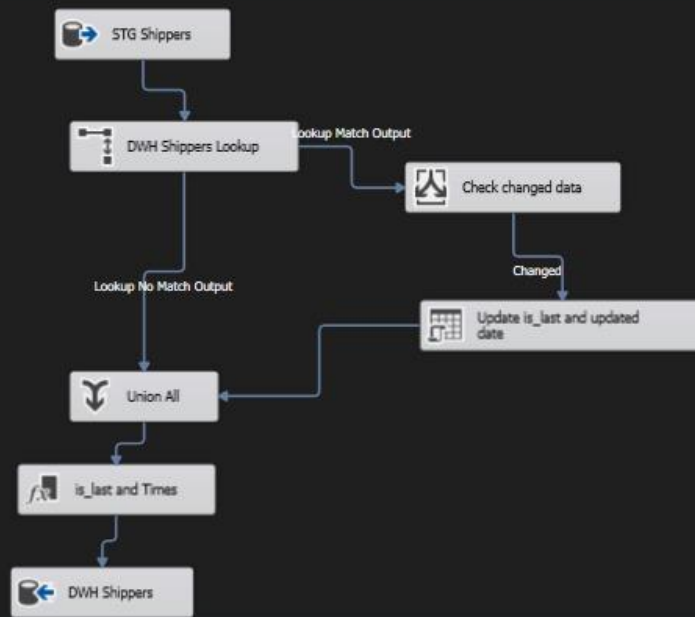 STG Shippers
DWH Shippers Lookup
Lookup Match Output
Check changed data
Changed
Lookup No Match Output
Update is_last and updated
date
Union All
is_last and Times
DWH Shippers